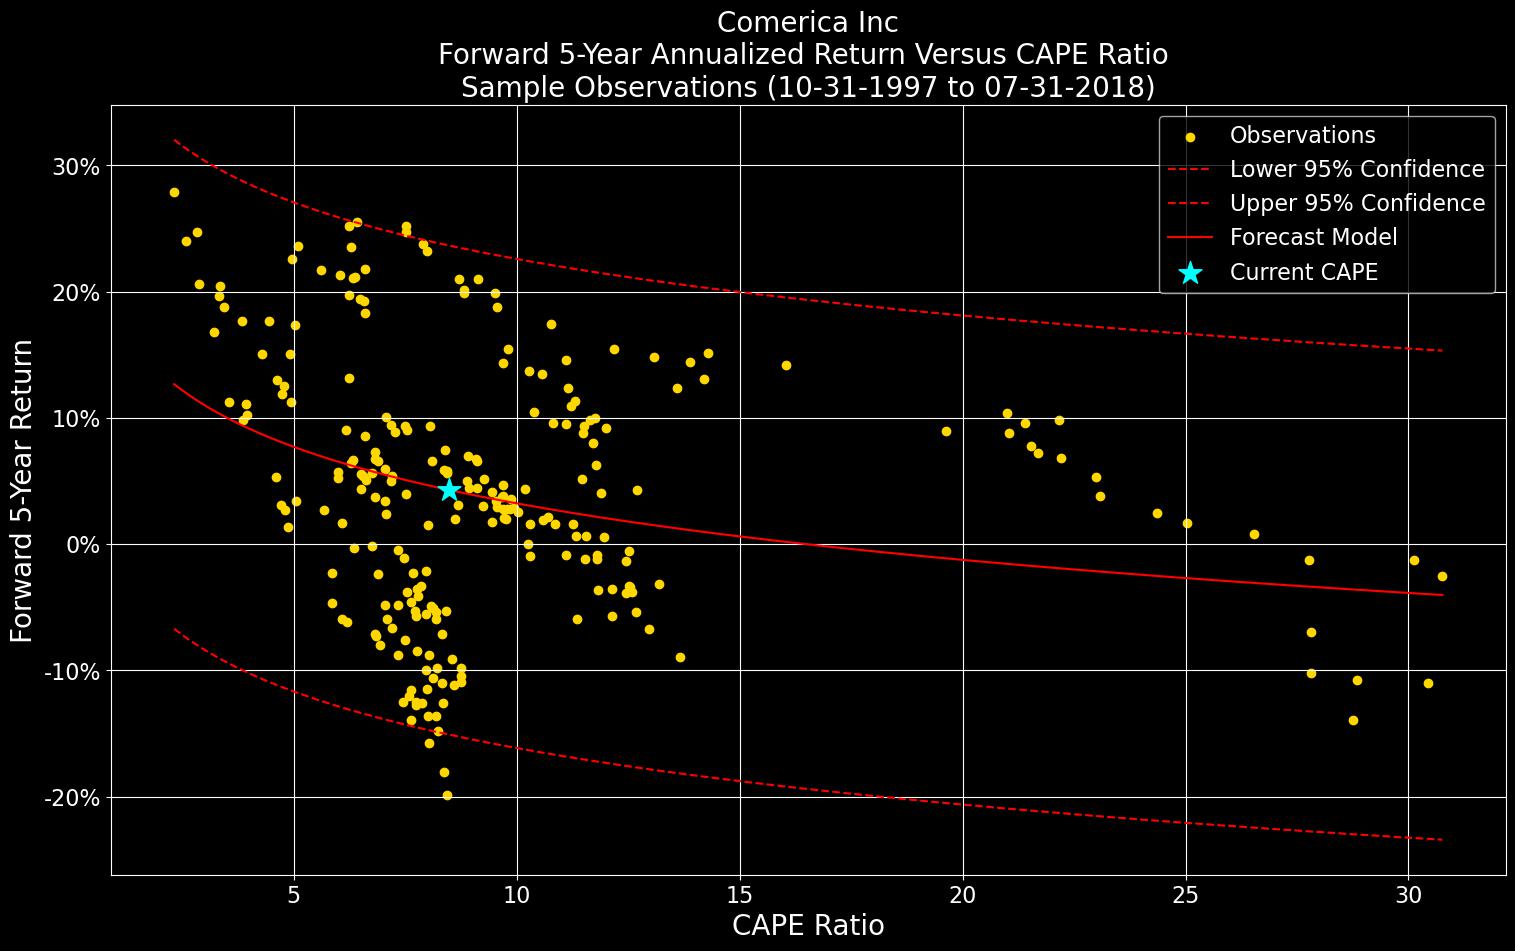 Comerica Inc
Forward 5-Year Annualized Return Versus CAPE Ratio
Sample Observations (10-31-1997 to 07-31-2018)
Observations
Lower 95% Confidence
Upper 95% Confidence
Forecast Model
Current CAPE
Forward 5-Year Return
30%
20%
10%
0%
-10%
-20%
5 10 15 20 25 30
CAPE Ratio